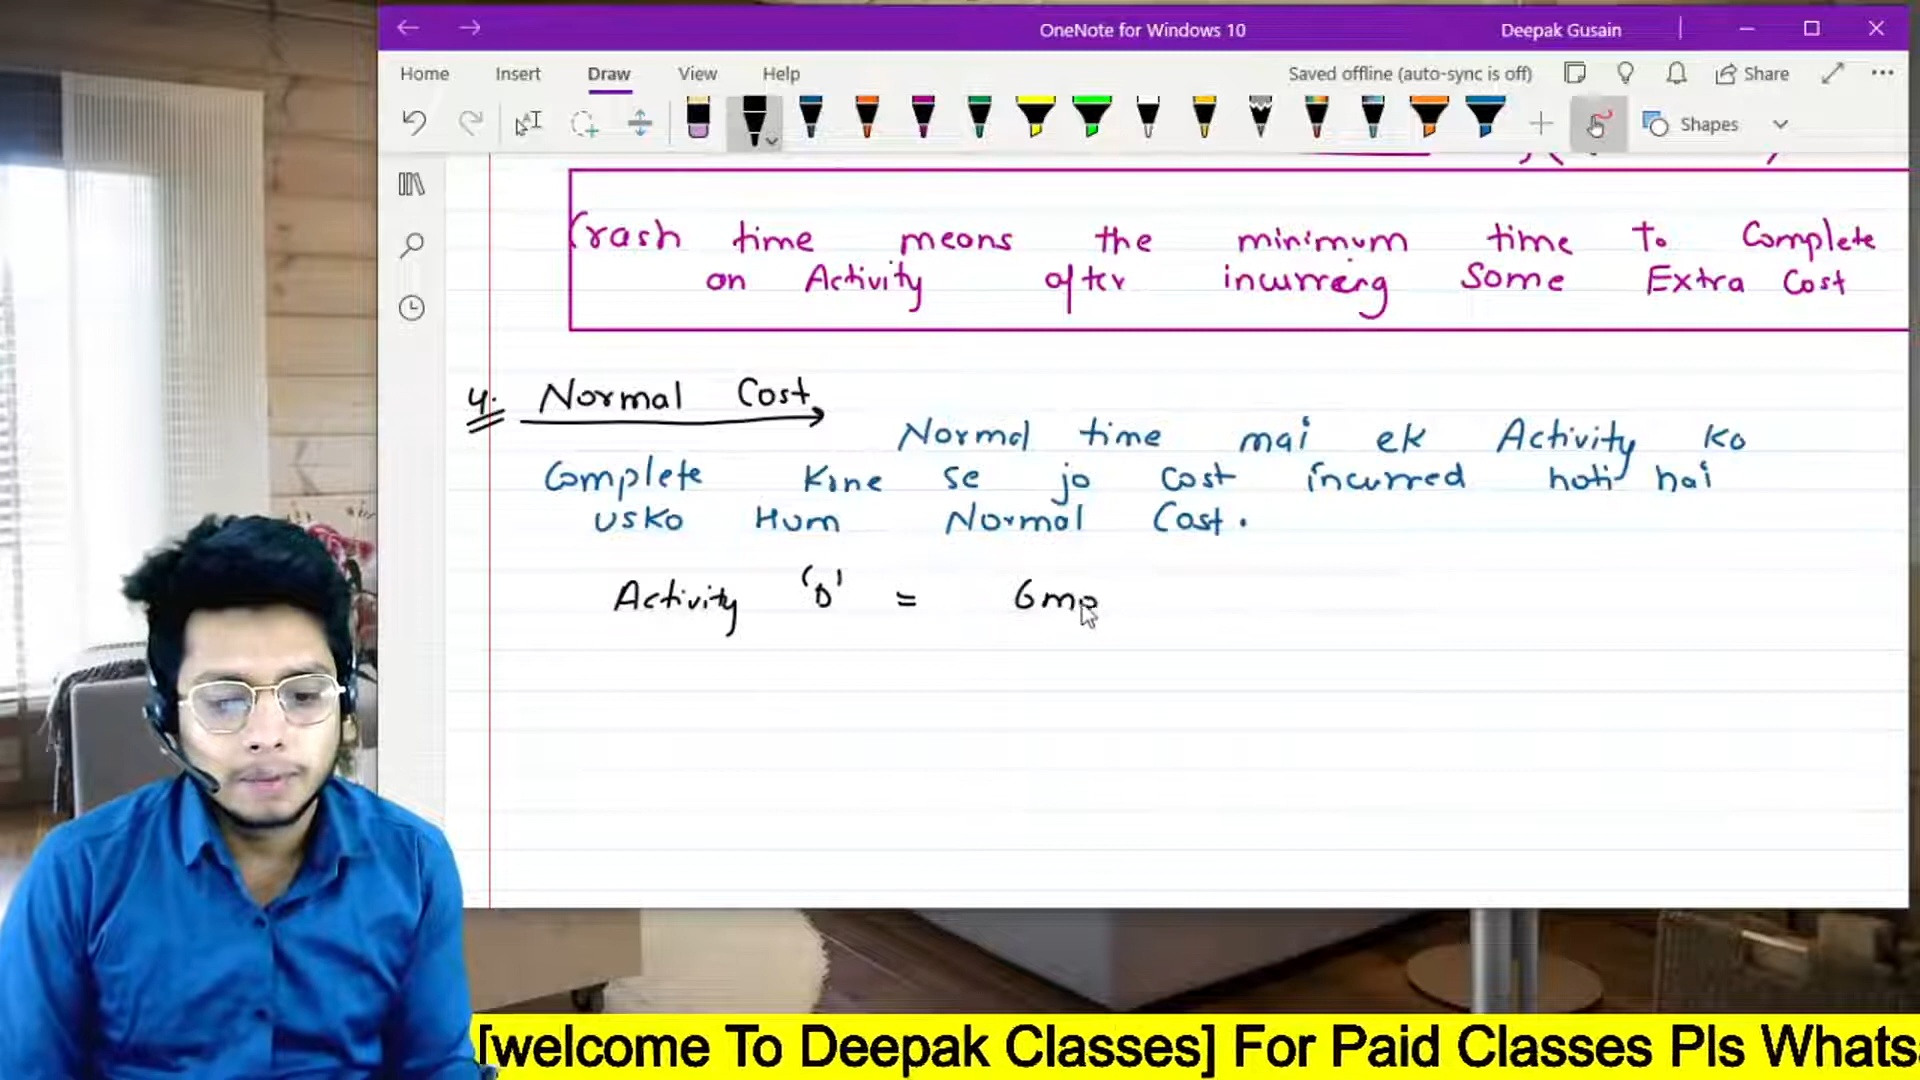 OneNote for Windows 10
Deepak Gusain
Home Insert Draw View Help
Saved offline (auto-sync is off) Share
Shapes
Crash time means the minimum time To Complete
an Activity after incurring Some Extra Cost
4. Normal Cost
Normal time mai ek Activity ko
Complete Krne se jo Cost incurred hoti hai
usko Hum Normal Cost.
Activity 'D' = 6mo
[welcome To Deepak Classes] For Paid Classes Pls Whats